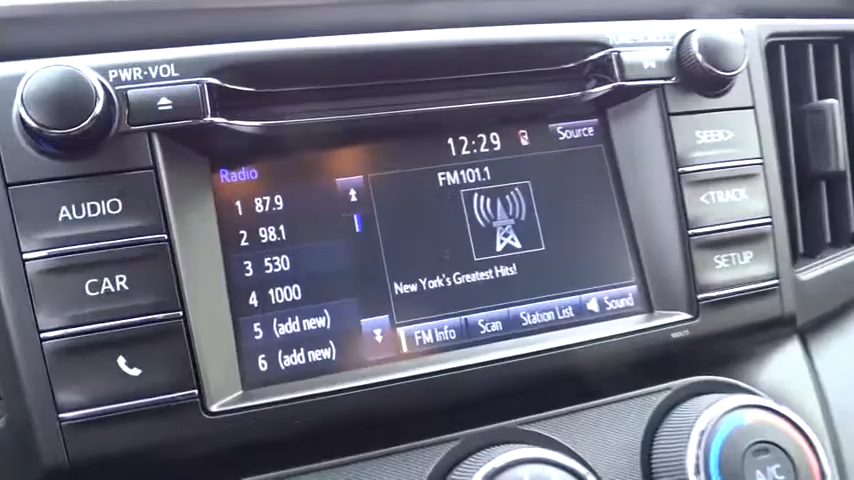 PWR·VOL
AUDIO
CAR
Radio
12:29
Source
FM101.1
1 87.9
2 98.1
3 530
4 1000
5 (add new)
6 (add new)
New York's Greatest Hits!
FM Info
Scan
Station List
Sound
SEEK>
<TRACK
SETUP
A/C